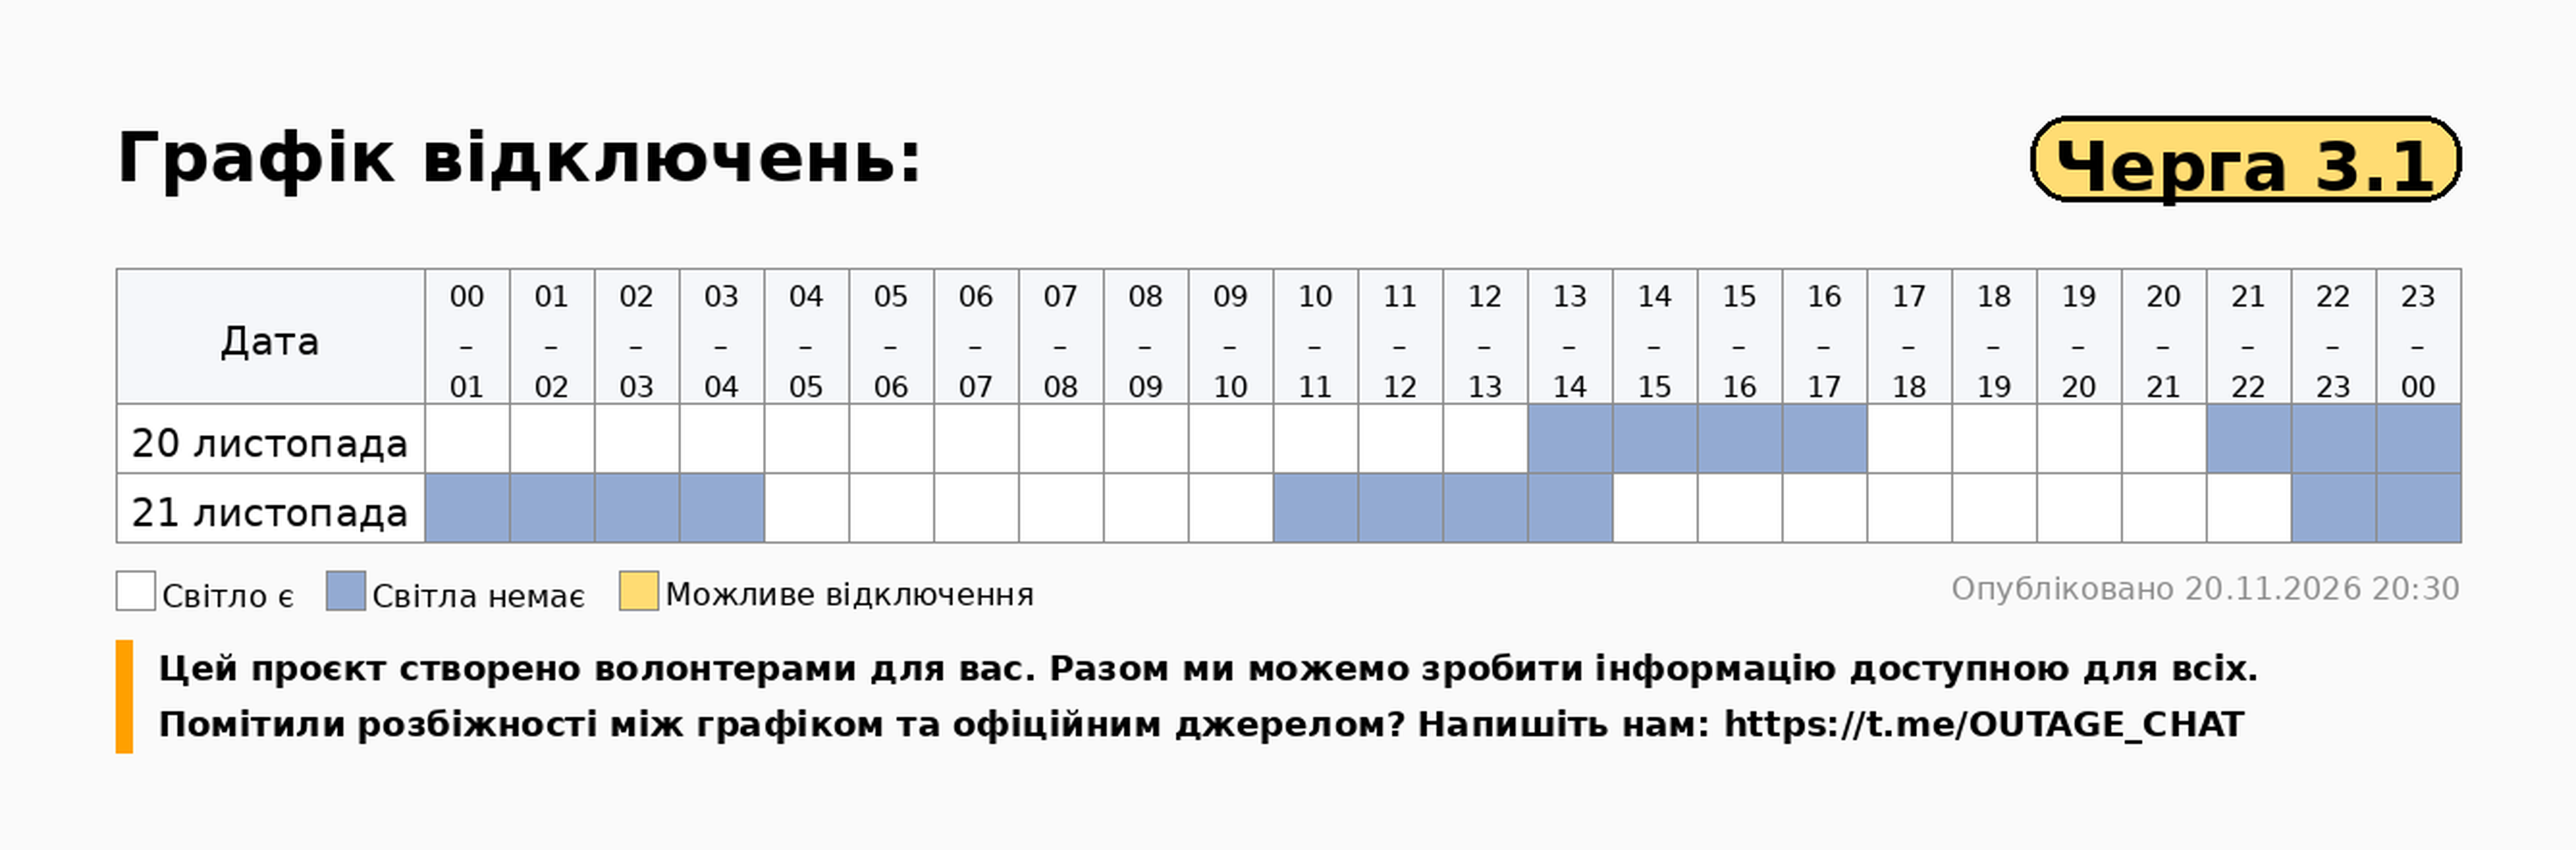 Графік відключень:
Черга 3.1
Дата 00 – 01 01 – 02 02 – 03 03 – 04 04 – 05 05 – 06 06 – 07 07 – 08 08 – 09 09 – 10 10 – 11 11 – 12 12 – 13 13 – 14 14 – 15 15 – 16 16 – 17 17 – 18 18 – 19 19 – 20 20 – 21 21 – 22 22 – 23 23 – 00
20 листопада
21 листопада
Світло є Світла немає Можливе відключення
Опубліковано 20.11.2026 20:30
Цей проєкт створено волонтерами для вас. Разом ми можемо зробити інформацію доступною для всіх.
Помітили розбіжності між графіком та офіційним джерелом? Напишіть нам: https://t.me/OUTAGE_CHAT